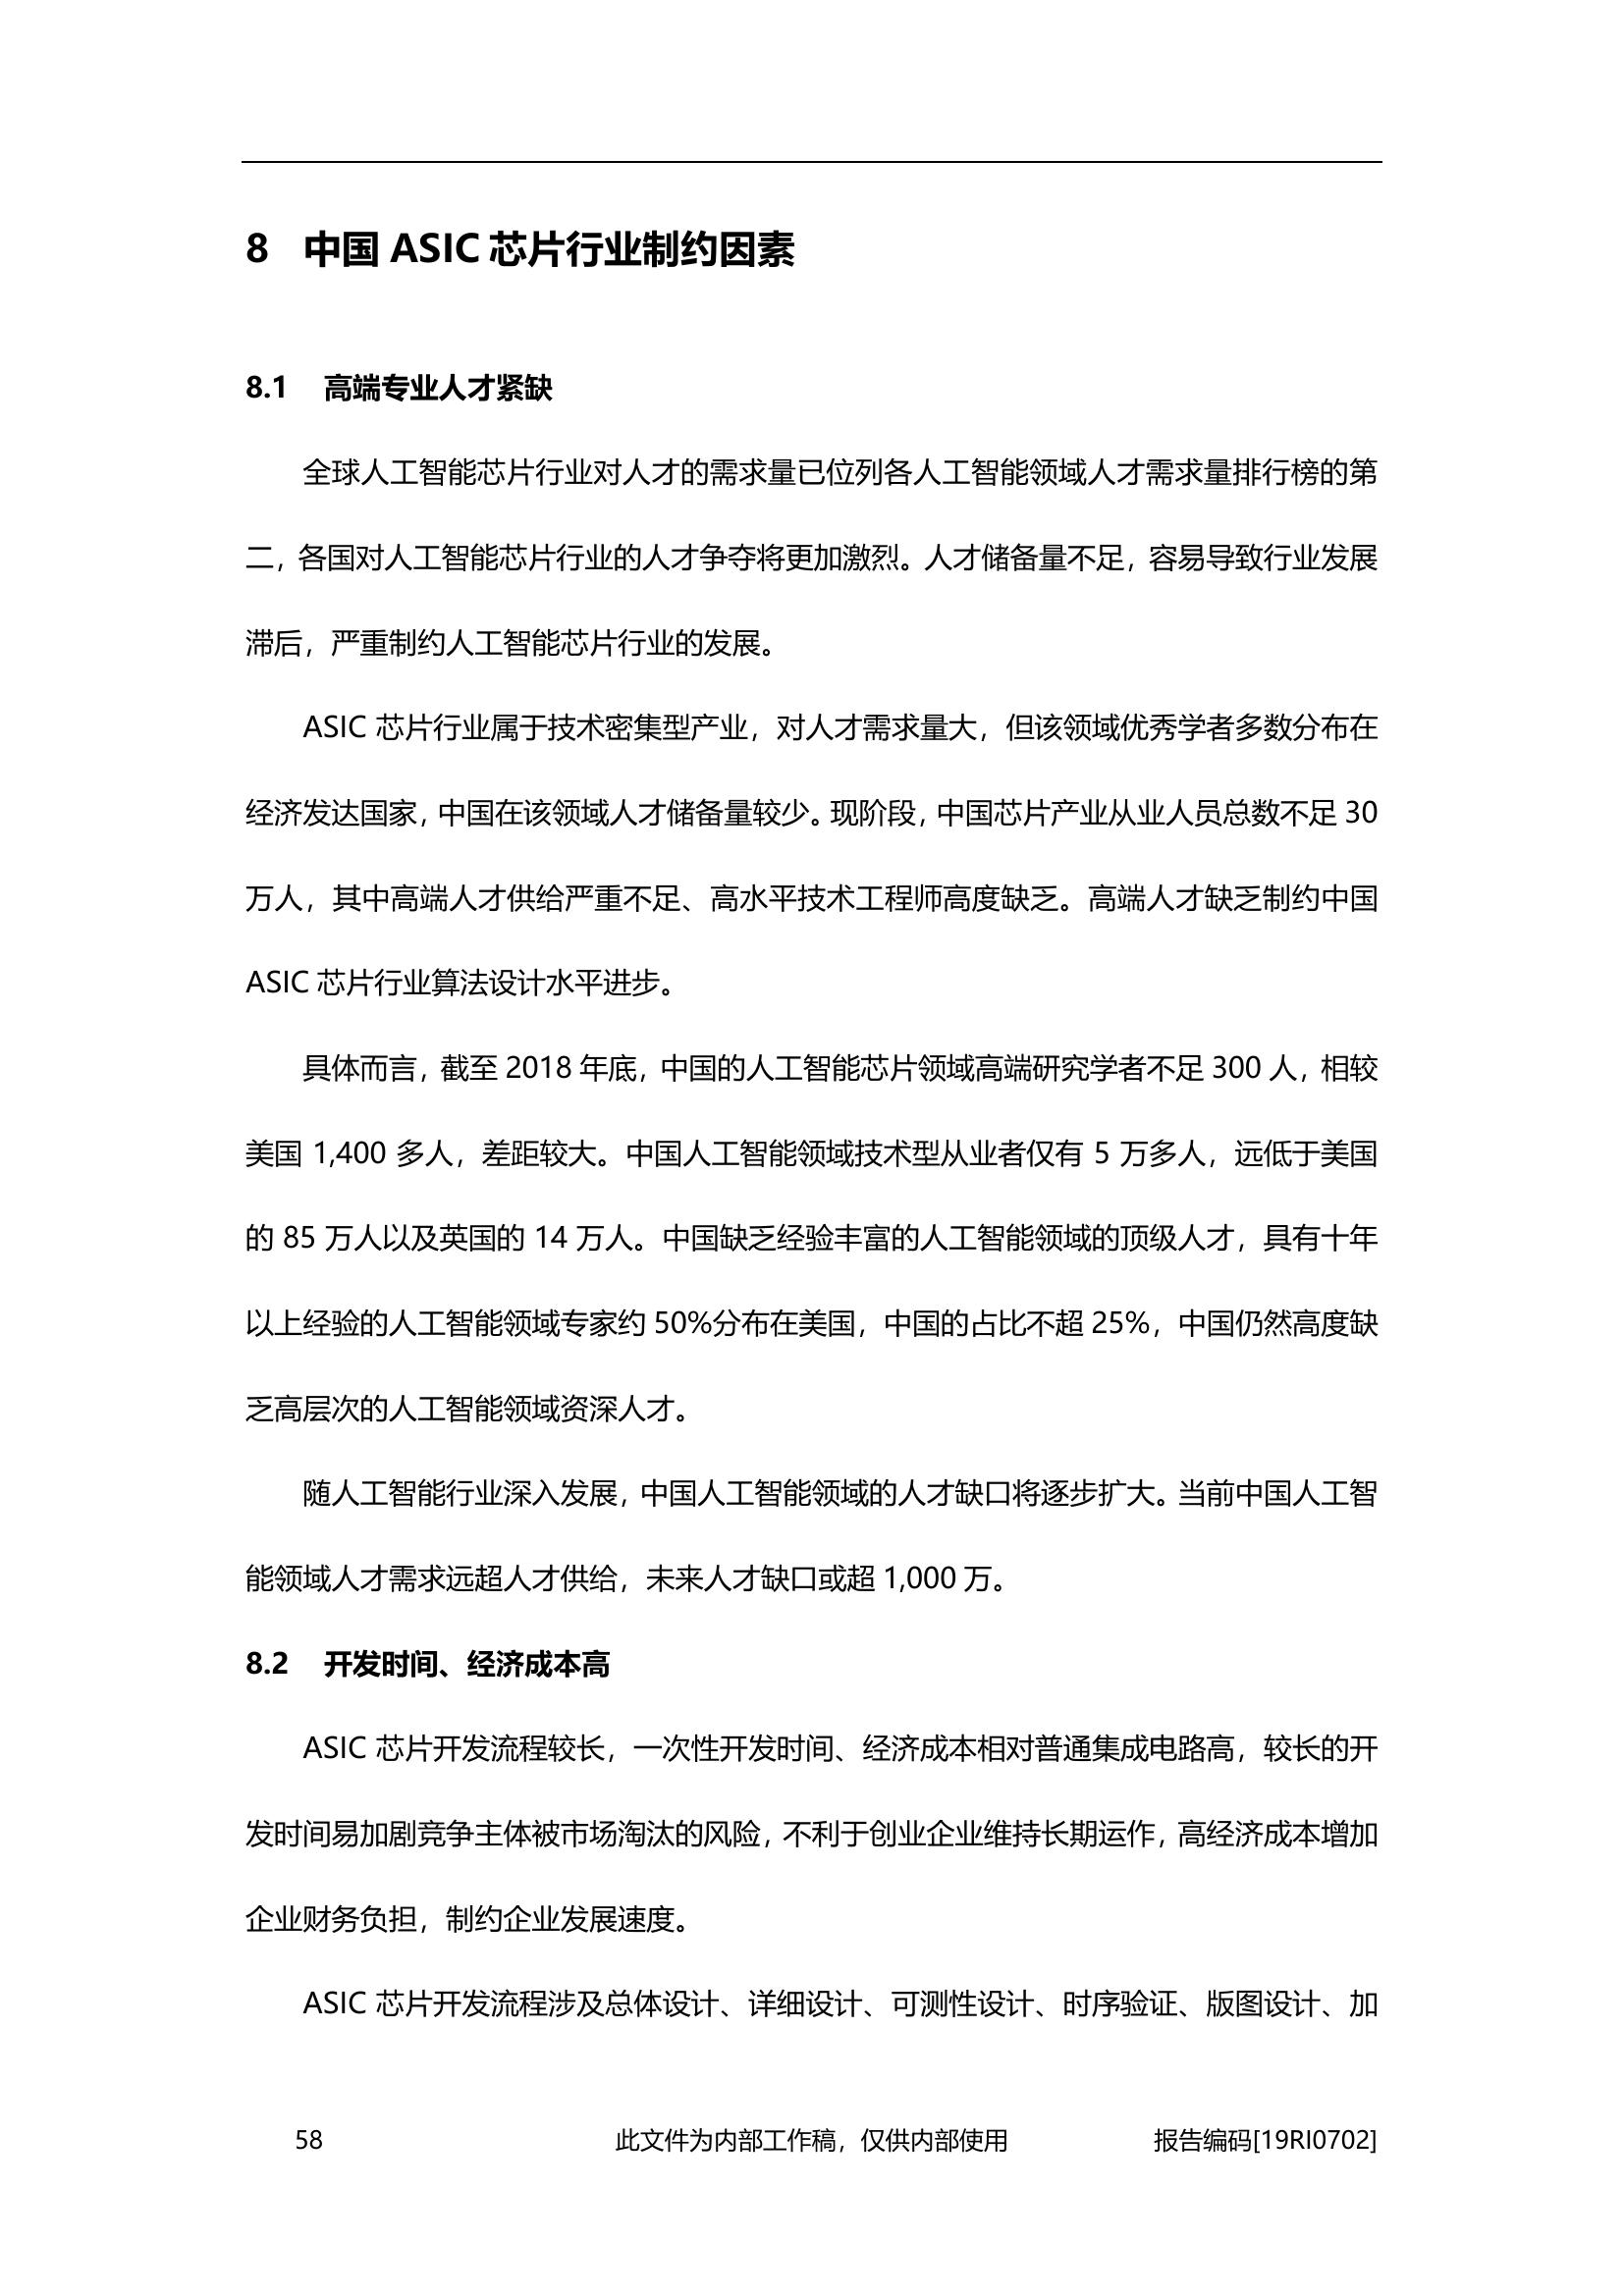 8 中国 ASIC 芯片行业制约因素
8.1 高端专业人才紧缺
全球人工智能芯片行业对人才的需求量已位列各人工智能领域人才需求量排行榜的第
二，各国对人工智能芯片行业的人才争夺将更加激烈。人才储备量不足，容易导致行业发展
滞后，严重制约人工智能芯片行业的发展。
ASIC 芯片行业属于技术密集型产业，对人才需求量大，但该领域优秀学者多数分布在
经济发达国家，中国在该领域人才储备量较少。现阶段，中国芯片产业从业人员总数不足 30
万人，其中高端人才供给严重不足、高水平技术工程师高度缺乏。高端人才缺乏制约中国
ASIC 芯片行业算法设计水平进步。
具体而言，截至 2018 年底，中国的人工智能芯片领域高端研究学者不足 300 人，相较
美国 1,400 多人，差距较大。中国人工智能领域技术型从业者仅有 5 万多人，远低于美国
的 85 万人以及英国的 14 万人。中国缺乏经验丰富的人工智能领域的顶级人才，具有十年
以上经验的人工智能领域专家约 50%分布在美国，中国的占比不超 25%，中国仍然高度缺
乏高层次的人工智能领域资深人才。
随人工智能行业深入发展，中国人工智能领域的人才缺口将逐步扩大。当前中国人工智
能领域人才需求远超人才供给，未来人才缺口或超 1,000 万。
8.2 开发时间、经济成本高
ASIC 芯片开发流程较长，一次性开发时间、经济成本相对普通集成电路高，较长的开
发时间易加剧竞争主体被市场淘汰的风险，不利于创业企业维持长期运作，高经济成本增加
企业财务负担，制约企业发展速度。
ASIC 芯片开发流程涉及总体设计、详细设计、可测性设计、时序验证、版图设计、加
58 此文件为内部工作稿，仅供内部使用 报告编码[19RI0702]